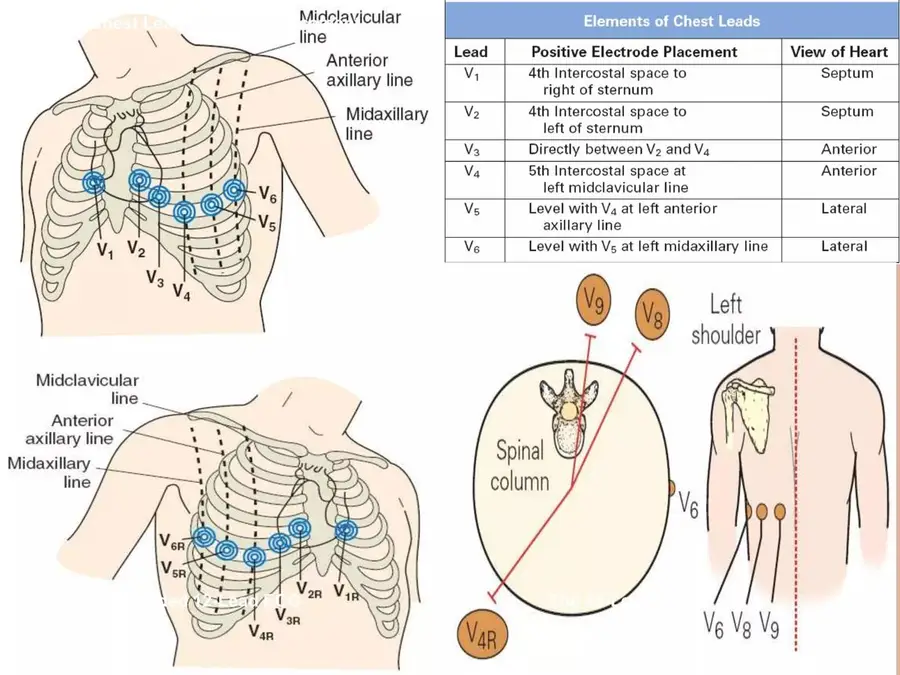 Midclavicular
line
Anterior
axillary line
Midaxillary
line
V6
V5
V1
V2
V3
V4
Elements of Chest Leads
Lead Positive Electrode Placement View of Heart
V1 4th Intercostal space to Septum
right of sternum
V2 4th Intercostal space to Septum
left of sternum
V3 Directly between V2 and V4 Anterior
V4 5th Intercostal space at Anterior
left midclavicular line
V5 Level with V4 at left anterior Lateral
axillary line
V6 Level with V5 at left midaxillary line Lateral
Midclavicular
line
Anterior
axillary line
Midaxillary
line
V6R
V5R
V4R
V3R
V2R
V1R
V9
V8
Spinal
column
V6
V4R
Left
shoulder
V6 V8 V9